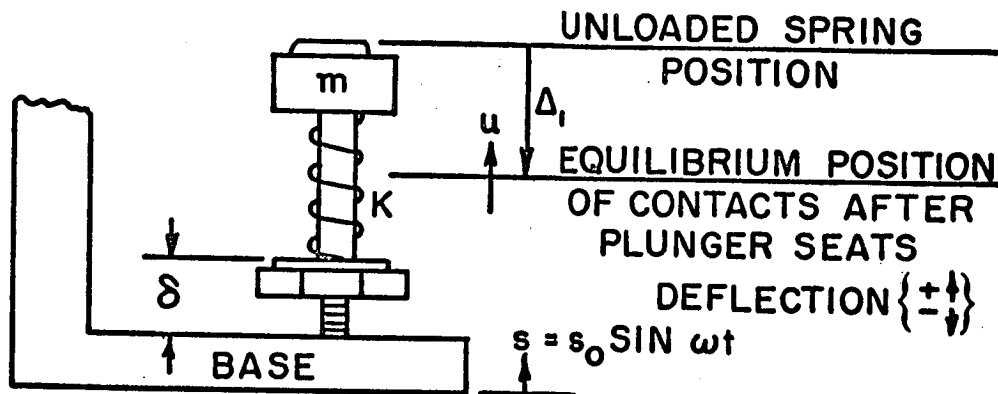 UNLOADED SPRING
POSITION
m
Δ₁
u
EQUILIBRIUM POSITION
K
OF CONTACTS AFTER
PLUNGER SEATS
δ
DEFLECTION {+ -}
s = s₀ SIN ωt
BASE